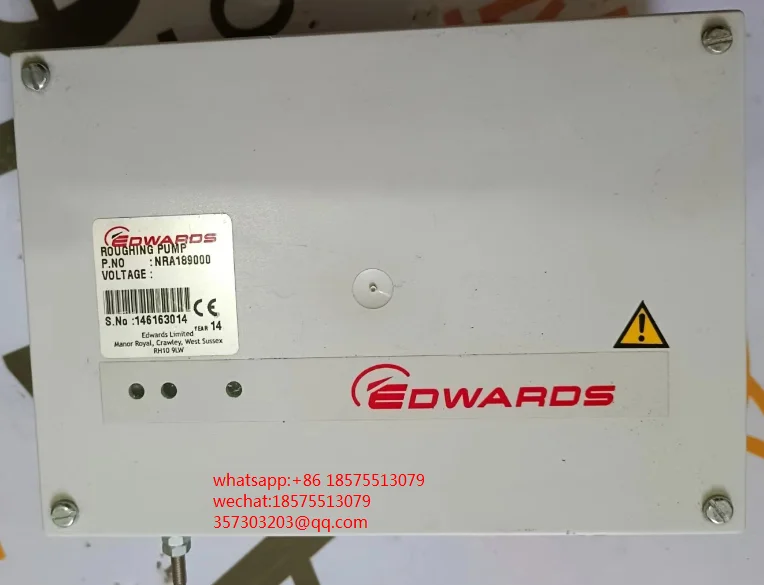 EDWARDS
ROUGHING PUMP
P.NO :NRA189000
VOLTAGE :
S.No :146163014 CE
YEAR 14
Edwards Limited
Manor Royal, Crawley, West Sussex
RH10 9LW
EDWARDS
whatsapp:+86 18575513079
wechat:18575513079
357303203@qq.com